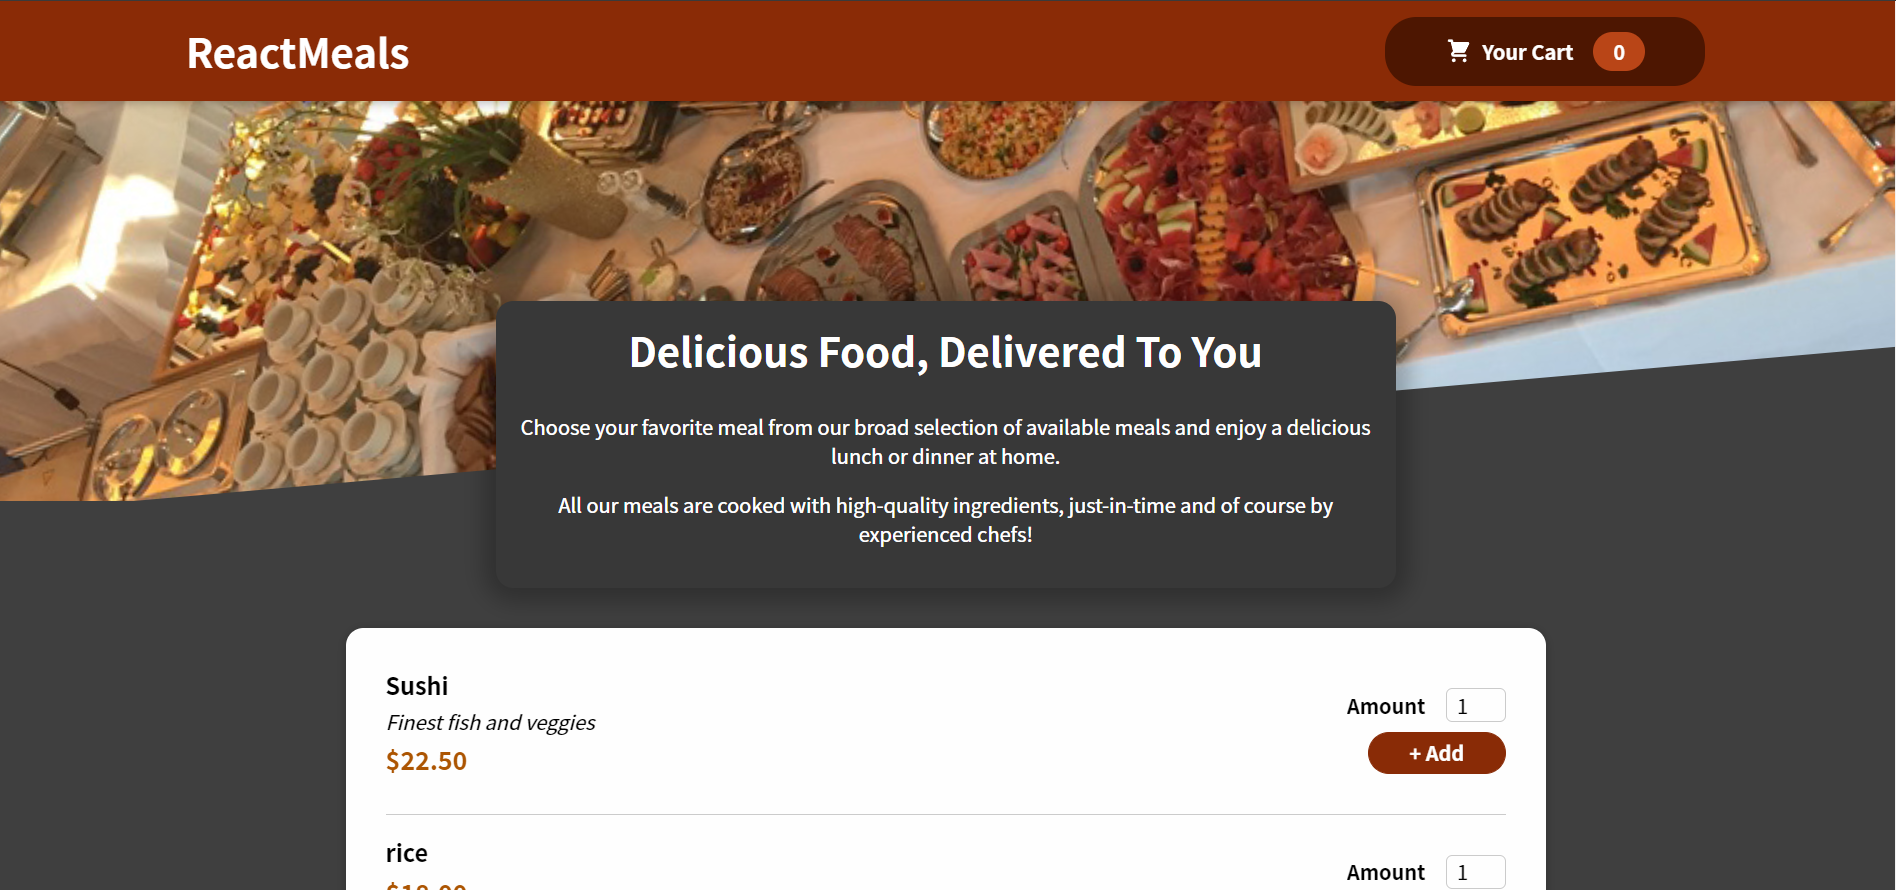 ReactMeals
Your Cart 0
Delicious Food, Delivered To You
Choose your favorite meal from our broad selection of available meals and enjoy a delicious
lunch or dinner at home.
All our meals are cooked with high-quality ingredients, just-in-time and of course by
experienced chefs!
Sushi
Finest fish and veggies
$22.50
Amount 1
+ Add
rice
Amount 1